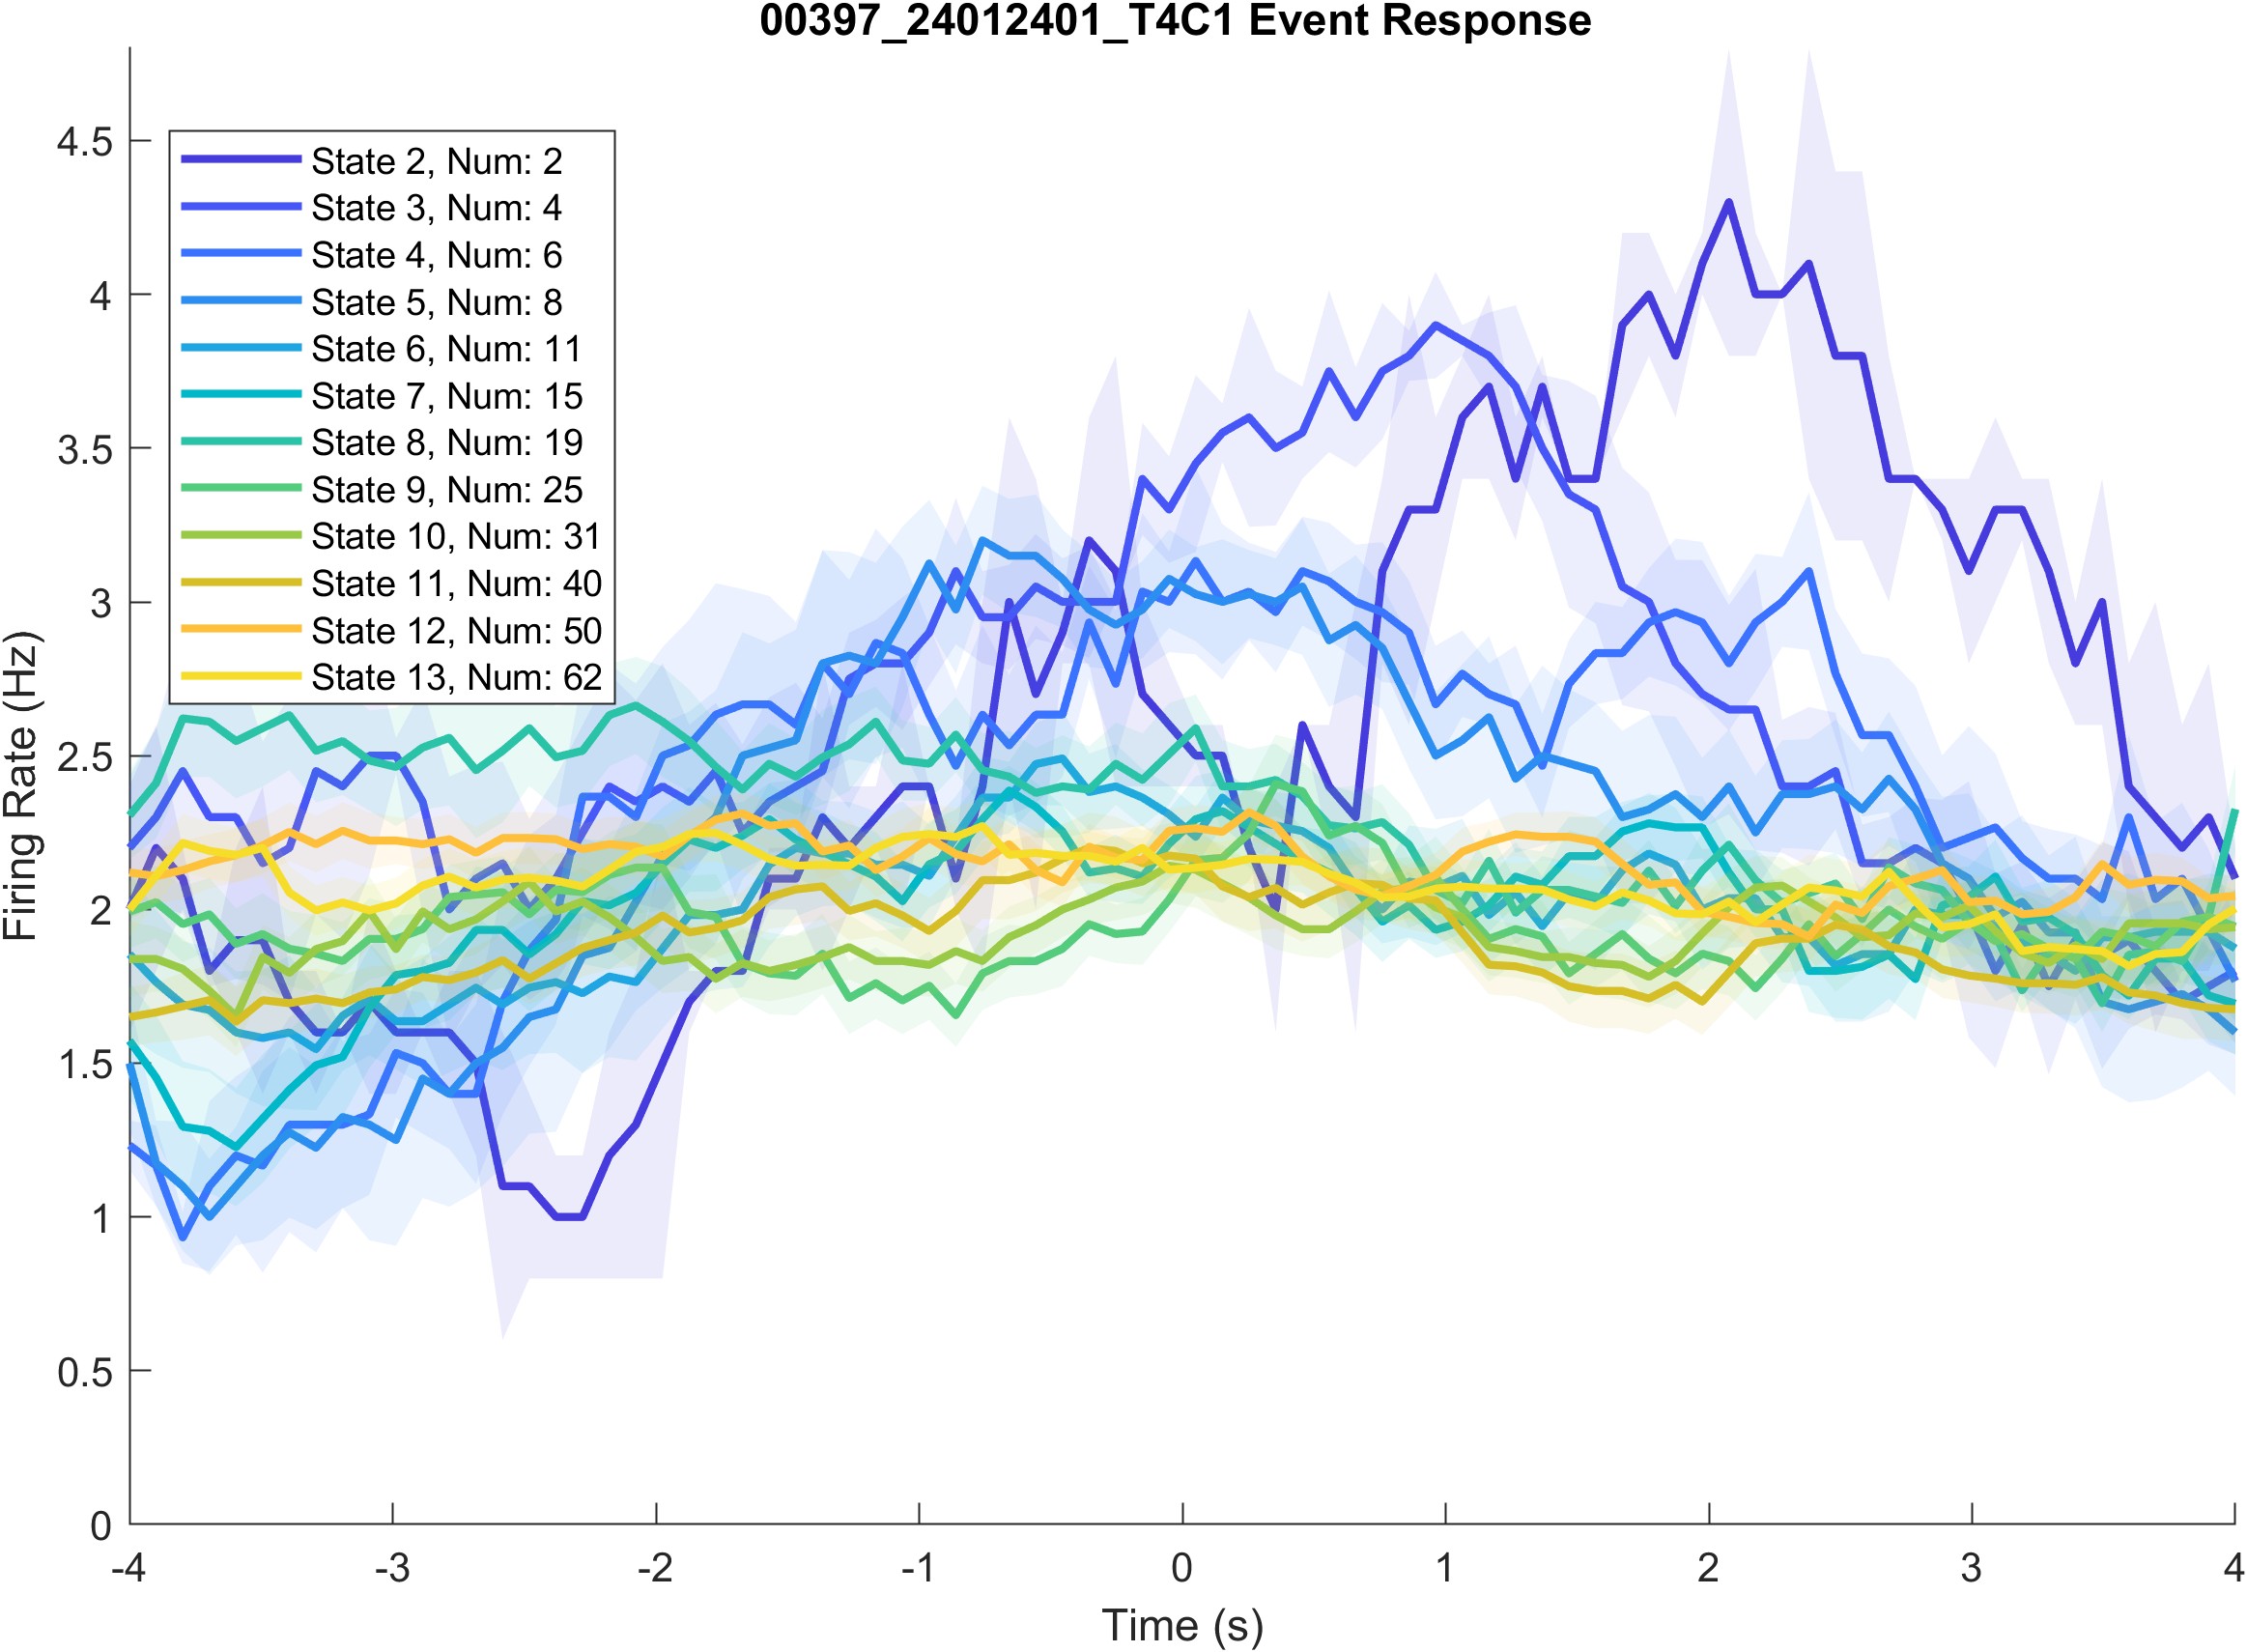 00397_24012401_T4C1 Event Response
4.5
4
3.5
3
2.5
2
1.5
1
0.5
0
Firing Rate (Hz)
State 2, Num: 2
State 3, Num: 4
State 4, Num: 6
State 5, Num: 8
State 6, Num: 11
State 7, Num: 15
State 8, Num: 19
State 9, Num: 25
State 10, Num: 31
State 11, Num: 40
State 12, Num: 50
State 13, Num: 62
-4 -3 -2 -1 0 1 2 3 4
Time (s)